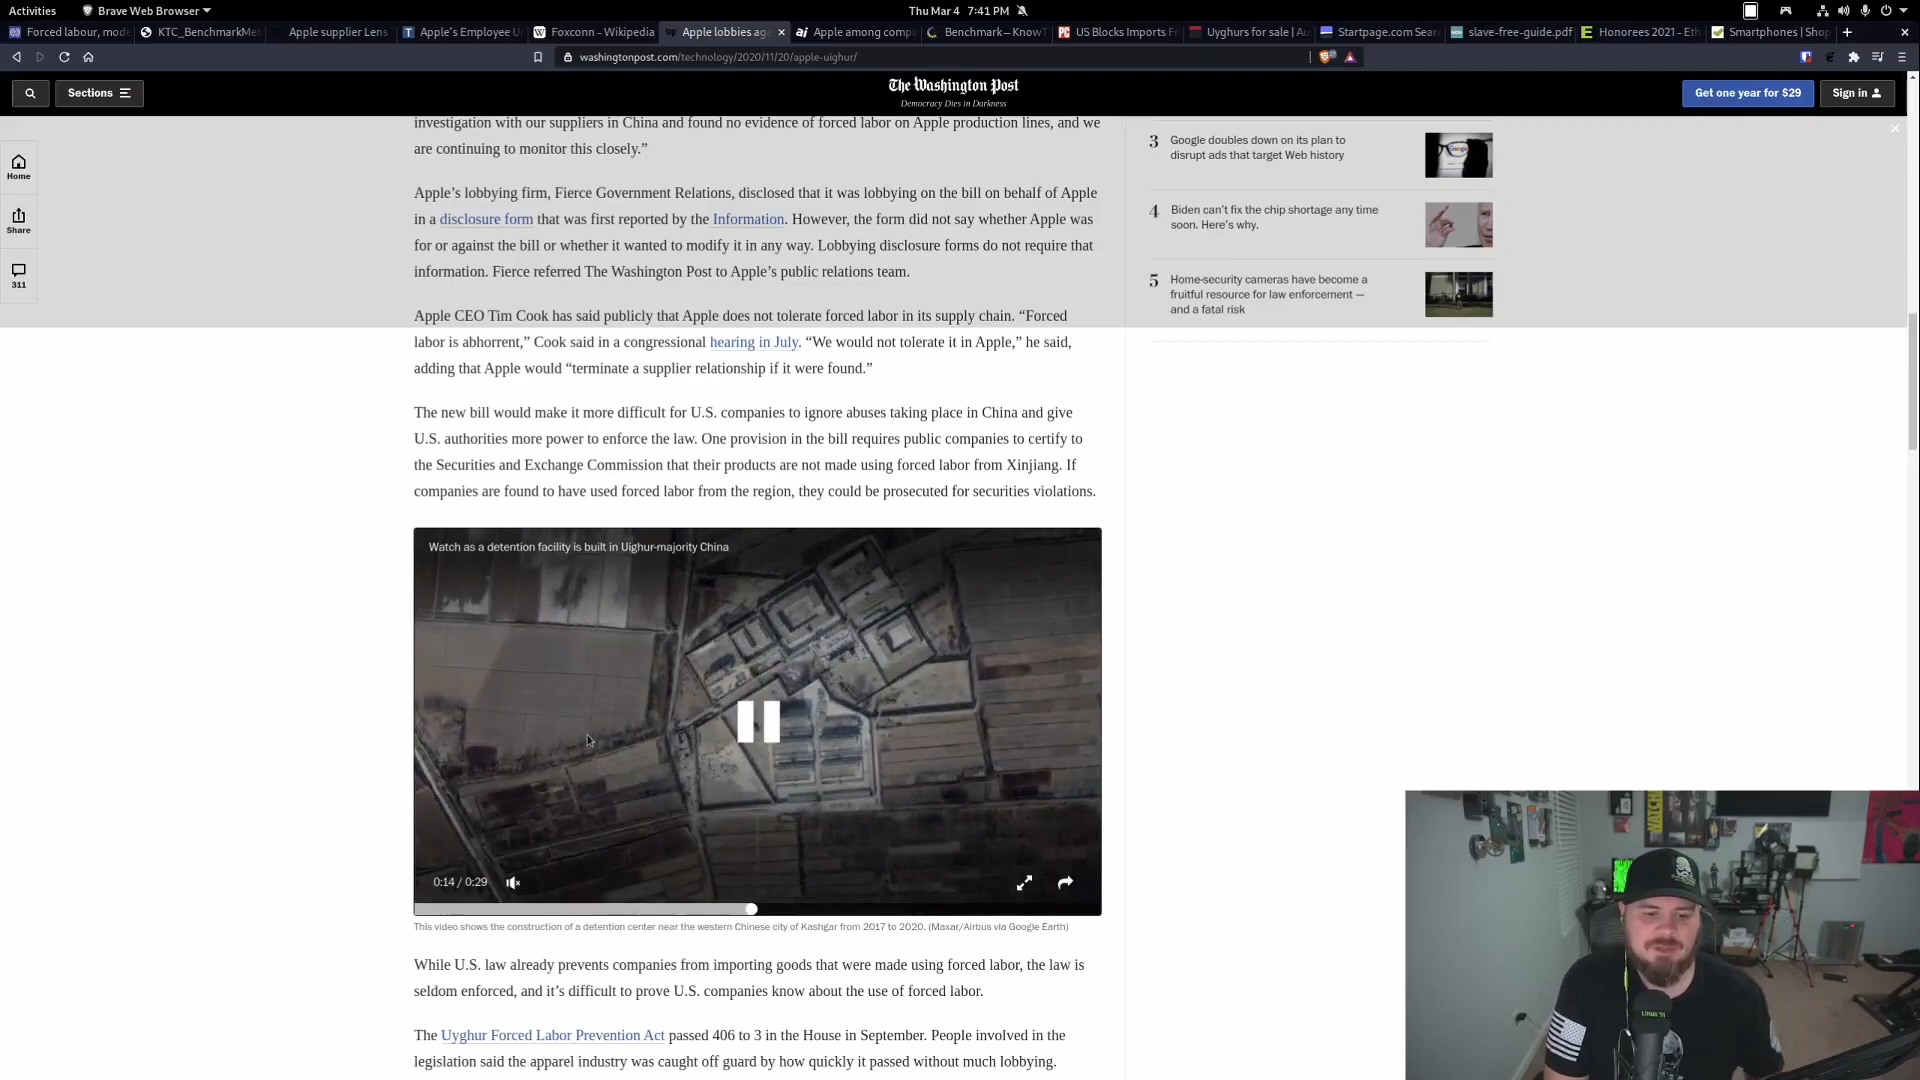 Activities
Brave Web Browser
Thu Mar 4 7:41 PM
Forced labour, mode
KTC_BenchmarkMet
Apple supplier Lens
Apple's Employee U
Foxconn - Wikipedia
Apple lobbies aga
Apple among compa
Benchmark – KnowT
US Blocks Imports F
Uyghurs for sale | Au
Startpage.com Sear
slave-free-guide.pdf
Honorees 2021 - Eth
Smartphones | Shop
washingtonpost.com/technology/2020/11/20/apple-uighur/
Sections
The Washington Post
Democracy Dies in Darkness
Get one year for $29
Sign in
Home
Share
311
investigation with our suppliers in China and found no evidence of forced labor on Apple production lines, and we
are continuing to monitor this closely.”
Apple’s lobbying firm, Fierce Government Relations, disclosed that it was lobbying on the bill on behalf of Apple
in a disclosure form that was first reported by the Information. However, the form did not say whether Apple was
for or against the bill or whether it wanted to modify it in any way. Lobbying disclosure forms do not require that
information. Fierce referred The Washington Post to Apple’s public relations team.
Apple CEO Tim Cook has said publicly that Apple does not tolerate forced labor in its supply chain. “Forced
labor is abhorrent,” Cook said in a congressional hearing in July. “We would not tolerate it in Apple,” he said,
adding that Apple would “terminate a supplier relationship if it were found.”
The new bill would make it more difficult for U.S. companies to ignore abuses taking place in China and give
U.S. authorities more power to enforce the law. One provision in the bill requires public companies to certify to
the Securities and Exchange Commission that their products are not made using forced labor from Xinjiang. If
companies are found to have used forced labor from the region, they could be prosecuted for securities violations.
Watch as a detention facility is built in Uighur-majority China
0:14 / 0:29
This video shows the construction of a detention center near the western Chinese city of Kashgar from 2017 to 2020. (Maxar/Airbus via Google Earth)
While U.S. law already prevents companies from importing goods that were made using forced labor, the law is
seldom enforced, and it’s difficult to prove U.S. companies know about the use of forced labor.
The Uyghur Forced Labor Prevention Act passed 406 to 3 in the House in September. People involved in the
legislation said the apparel industry was caught off guard by how quickly it passed without much lobbying.
3 Google doubles down on its plan to
disrupt ads that target Web history
4 Biden can’t fix the chip shortage any time
soon. Here’s why.
5 Home-security cameras have become a
fruitful resource for law enforcement —
and a fatal risk